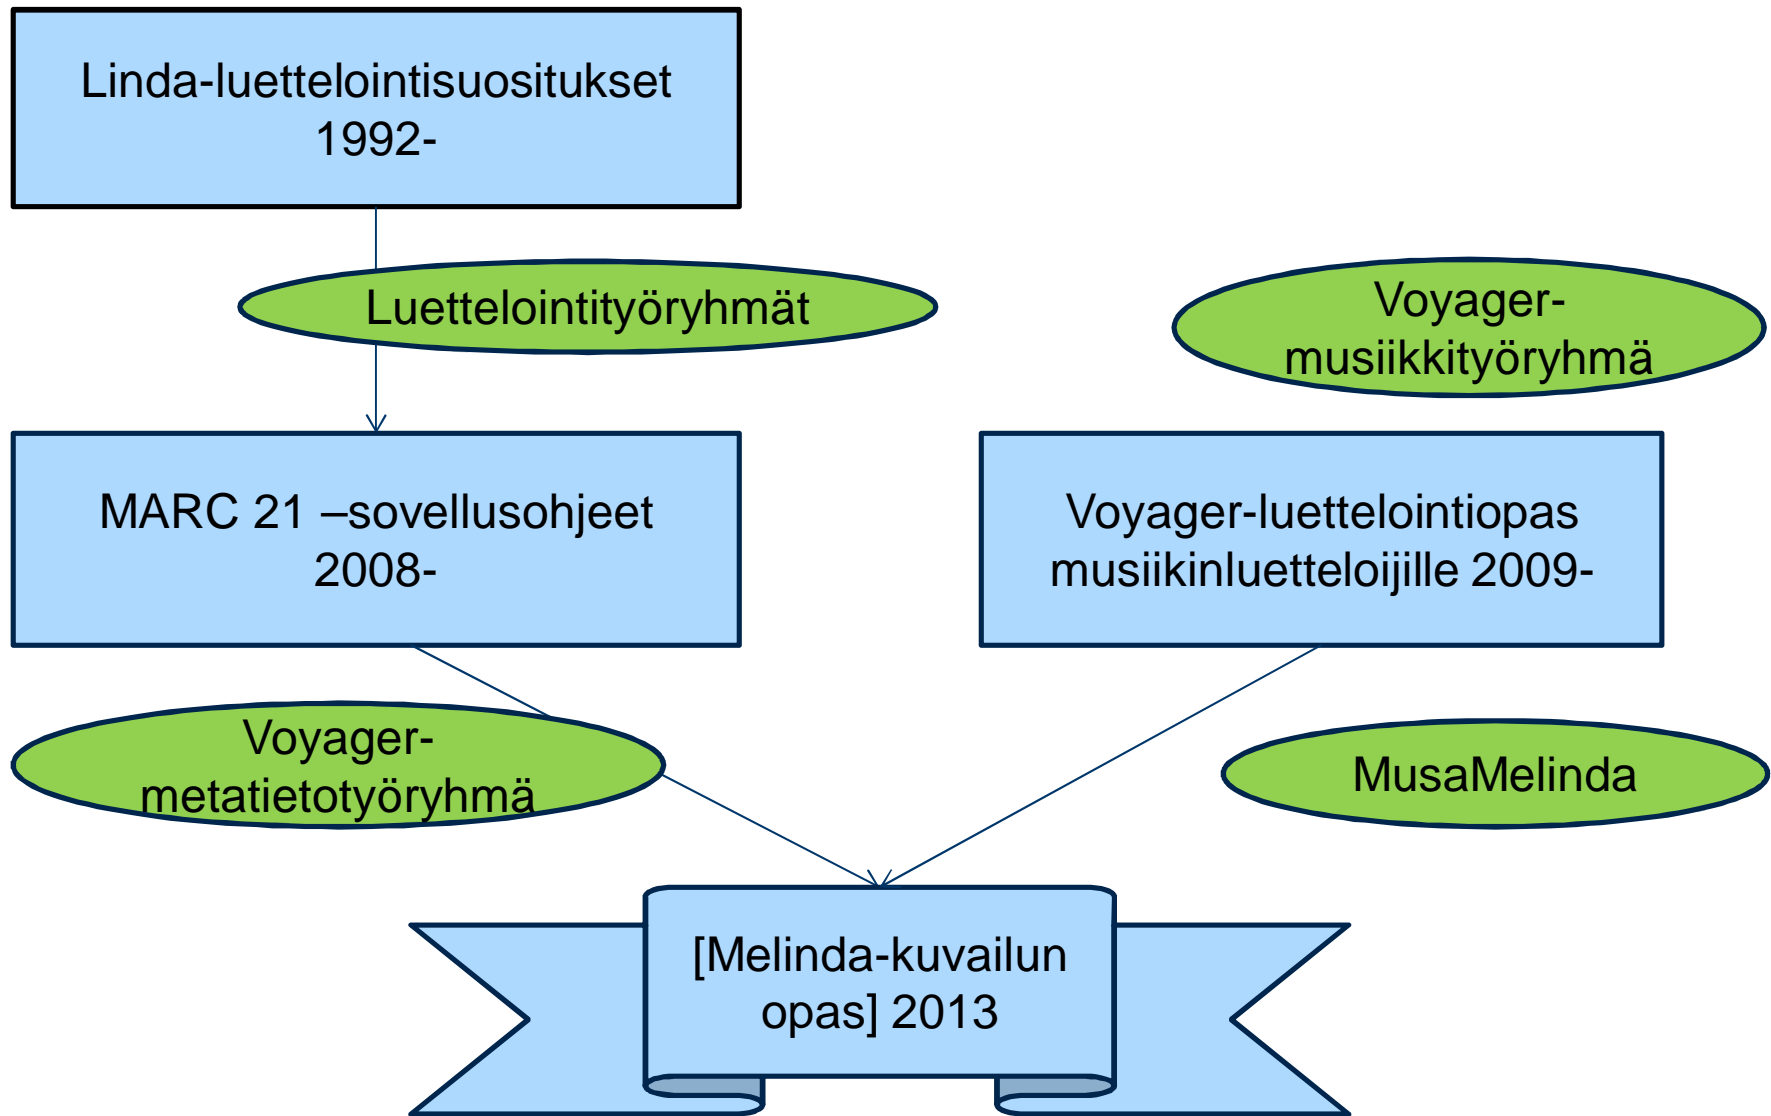 Linda-luettelointisuositukset
1992-
Luettelointityöryhmät
Voyager-
musiikkityöryhmä
MARC 21 –sovellusohjeet
2008-
Voyager-luettelointiopas
musiikinluetteloijille 2009-
Voyager-
metatietotyöryhmä
MusaMelinda
[Melinda-kuvailun
opas] 2013